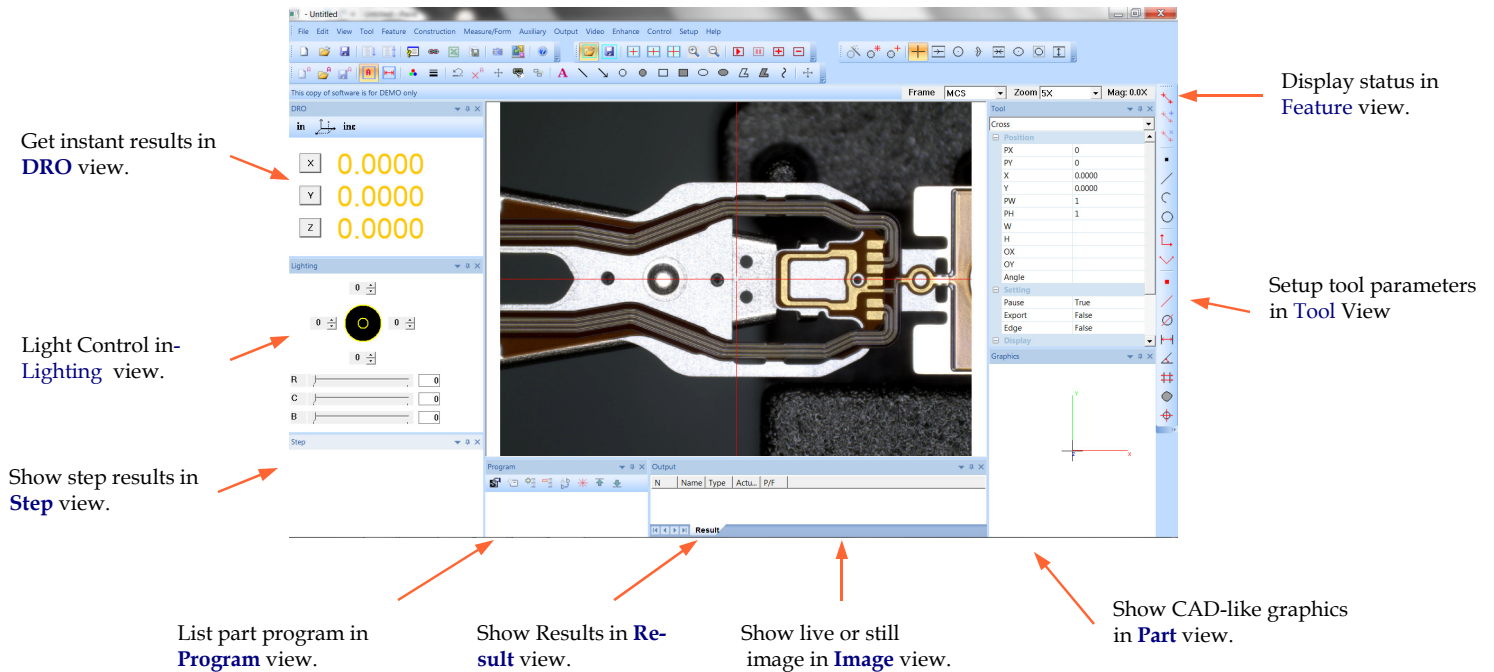 - Untitled
File Edit View Tool Feature Construction Measure/Form Auxiliary Output Video Enhance Control Setup Help
This copy of software is for DEMO only
Frame MCS Zoom 5X Mag: 0.0X
DRO
in
X 0.0000
Y 0.0000
Z 0.0000
Lighting
0
0 0
0
R 0
C 0
B 0
Step
Program
Output
N Name Type Actu... P/F
Result
Tool
Cross
Position
PX 0
PY 0
X 0.0000
Y 0.0000
PW 1
PH 1
W
H
OX
OY
Angle
Setting
Pause True
Export False
Edge False
Display
Graphics
Y
X
Z
Get instant results in
DRO view.
Light Control in-
Lighting view.
Show step results in
Step view.
List part program in
Program view.
Show Results in Re-
sult view.
Show live or still
image in Image view.
Show CAD-like graphics
in Part view.
Setup tool parameters
in Tool View
Display status in
Feature view.